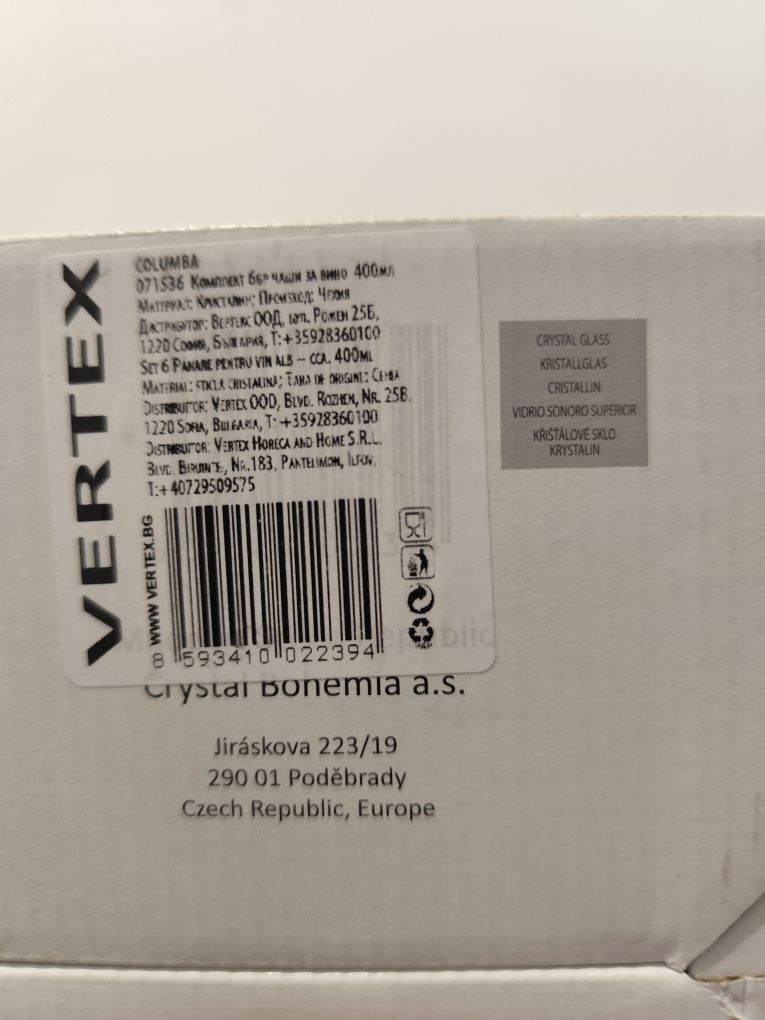 VERTEX
COLUMBA
071536 Комплект 6бр чаши за вино 400мл
Материал: Кристалин; Произход: Чехия
Дистрибутор: Вертекс ООД, бул. Рожен 25Б,
1220 София, България, Т:+35928360100
Set 6 Pahare pentru vin alb – cca. 400ml
Material: sticla cristalina; Tara de origine: Cehia
Distributor: Vertex OOD, Blvd. Rozhen, Nr. 25B,
1220 Sofia, Bulgaria, T: +35928360100
Distributor: Vertex Horeca and Home S.R.L.
Blvd. Biruintei, Nr.183, Pantelimon, Ilfov,
T:+40729509575
WWW VERTEX.BG
8 593410 022394
PAP
Crystal Bohemia a.s.
Jiráskova 223/19
290 01 Poděbrady
Czech Republic, Europe
CRYSTAL GLASS
KRISTALLGLAS
CRISTALLIN
VIDRIO SONORO SUPERIOR
KŘIŠŤÁLOVÉ SKLO
KRYSTALIN